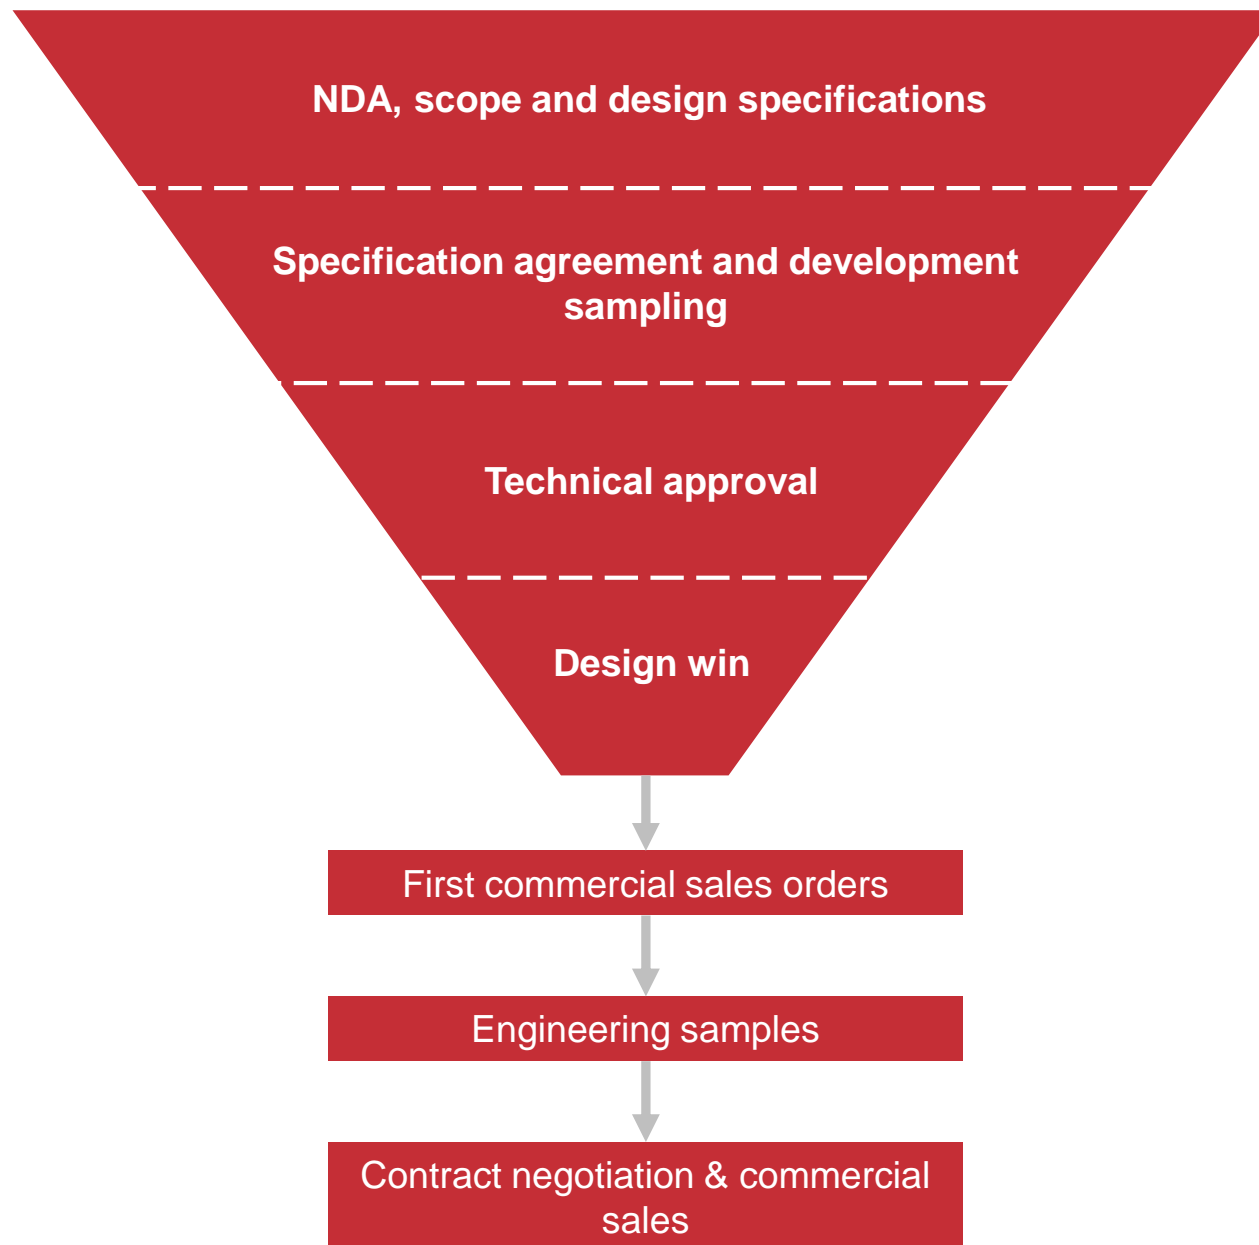 NDA, scope and design specifications
Specification agreement and development
sampling
Technical approval
Design win
First commercial sales orders
Engineering samples
Contract negotiation & commercial
sales